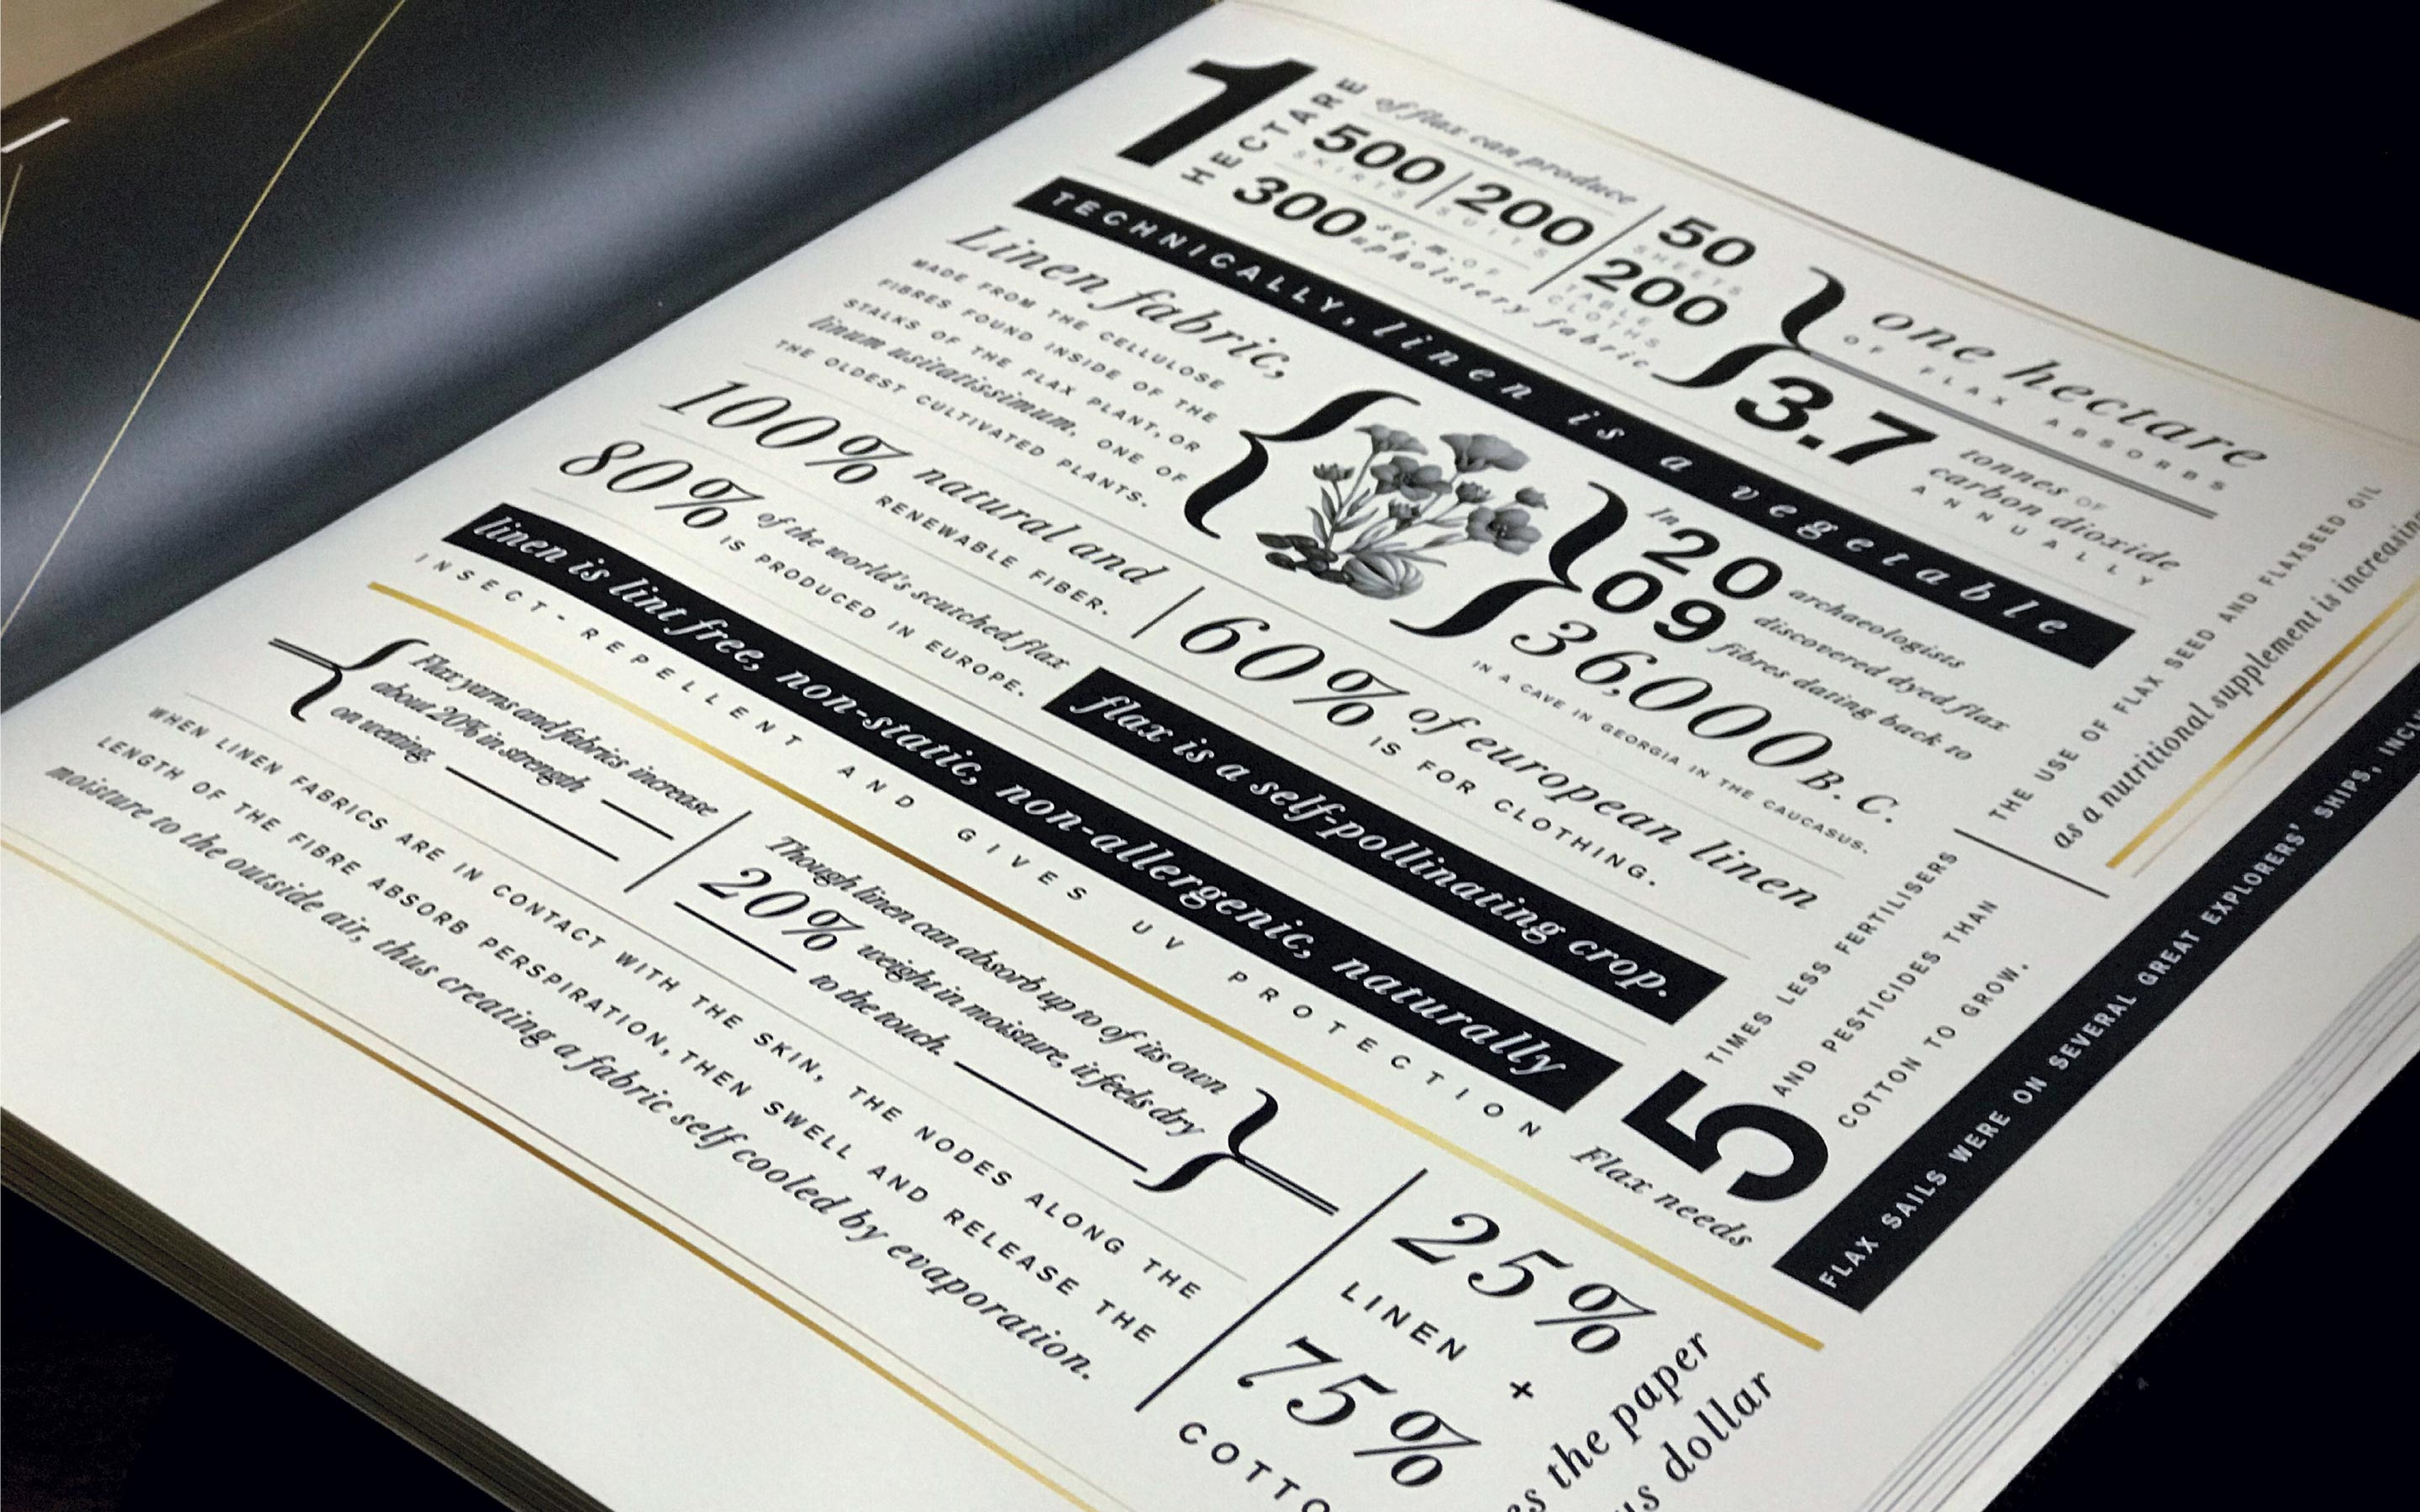 1 HECTARE
of flax can produce
500 | 200
SKIRTS | SUITS
300 sq. m. OF
upholstery fabric
50
SHEETS
200
TABLE
CLOTHS
one hectare
OF FLAX ABSORBS
3.7 tonnes OF
carbon dioxide
ANNUALLY
TECHNICALLY, linen is a vegetable
Linen fabric,
MADE FROM THE CELLULOSE
FIBRES FOUND INSIDE OF THE
STALKS OF THE FLAX PLANT, OR
linum usitatissimum, ONE OF
THE OLDEST CULTIVATED PLANTS.
In 20 archaeologists
09 discovered dyed flax
fibres dating back to
36,000 B.C.
IN A CAVE IN GEORGIA IN THE CAUCASUS.
100% natural and
RENEWABLE FIBER.
80% of the world's scutched flax
IS PRODUCED IN EUROPE.
60% of european linen
IS FOR CLOTHING.
flax is a self-pollinating crop.
linen is lint free, non-static, non-allergenic, naturally
INSECT-REPELLENT AND GIVES UV PROTECTION
Flax yarns and fabrics increase
about 20% in strength
on wetting.
Though linen can absorb up to of its own
20% weight in moisture, it feels dry
to the touch.
WHEN LINEN FABRICS ARE IN CONTACT WITH THE SKIN, THE NODES ALONG THE
LENGTH OF THE FIBRE ABSORB PERSPIRATION, THEN SWELL AND RELEASE THE
moisture to the outside air, thus creating a fabric self cooled by evaporation.
Flax needs
5 TIMES LESS FERTILISERS
AND PESTICIDES THAN
COTTON TO GROW.
THE USE OF FLAX SEED AND FLAXSEED OIL
as a nutritional supplement is increasing
FLAX SAILS WERE ON SEVERAL GREAT EXPLORERS' SHIPS,
25%
LINEN +
75%
the paper
dollar